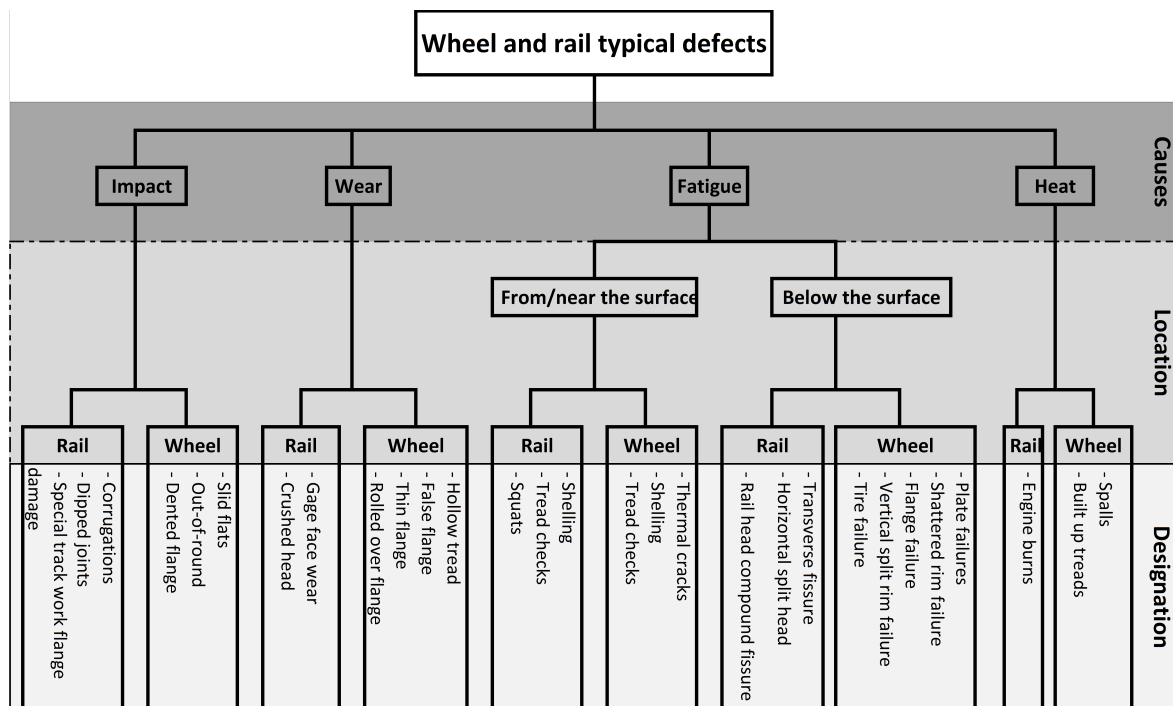 Wheel and rail typical defects
Causes
Impact
Wear
Fatigue
Heat
Location
From/near the surface
Below the surface
Rail
Wheel
Rail
Wheel
Rail
Wheel
Rail
Wheel
Rail
Wheel
Designation
- Corrugations
- Dipped joints
- Special track work flange
damage
- Slid flats
- Out-of-round
- Dented flange
- Gage face wear
- Crushed head
- Hollow tread
- False flange
- Thin flange
- Rolled over flange
- Shelling
- Tread checks
- Squats
- Thermal cracks
- Shelling
- Tread checks
- Transverse fissure
- Horizontal split head
- Rail head compound fissure
- Plate failures
- Shattered rim failure
- Flange failure
- Vertical split rim failure
- Tire failure
- Engine burns
- Spalls
- Built up treads